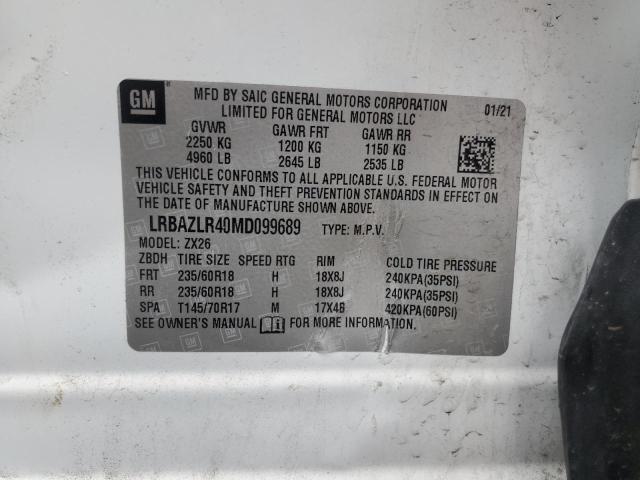 GM
MFD BY SAIC GENERAL MOTORS CORPORATION 01/21
LIMITED FOR GENERAL MOTORS LLC
GVWR GAWR FRT GAWR RR
2250 KG 1200 KG 1150 KG
4960 LB 2645 LB 2535 LB
THIS VEHICLE CONFORMS TO ALL APPLICABLE U.S. FEDERAL MOTOR
VEHICLE SAFETY AND THEFT PREVENTION STANDARDS IN EFFECT ON
THE DATE OF MANUFACTURE SHOWN ABOVE.
LRBAZLR40MD099689 TYPE: M.P.V.
MODEL: ZX26
ZBDH TIRE SIZE SPEED RTG RIM COLD TIRE PRESSURE
FRT 235/60R18 H 18X8J 240KPA(35PSI)
RR 235/60R18 H 18X8J 240KPA(35PSI)
SPA T145/70R17 M 17X4B 420KPA(60PSI)
SEE OWNER'S MANUAL FOR MORE INFORMATION.